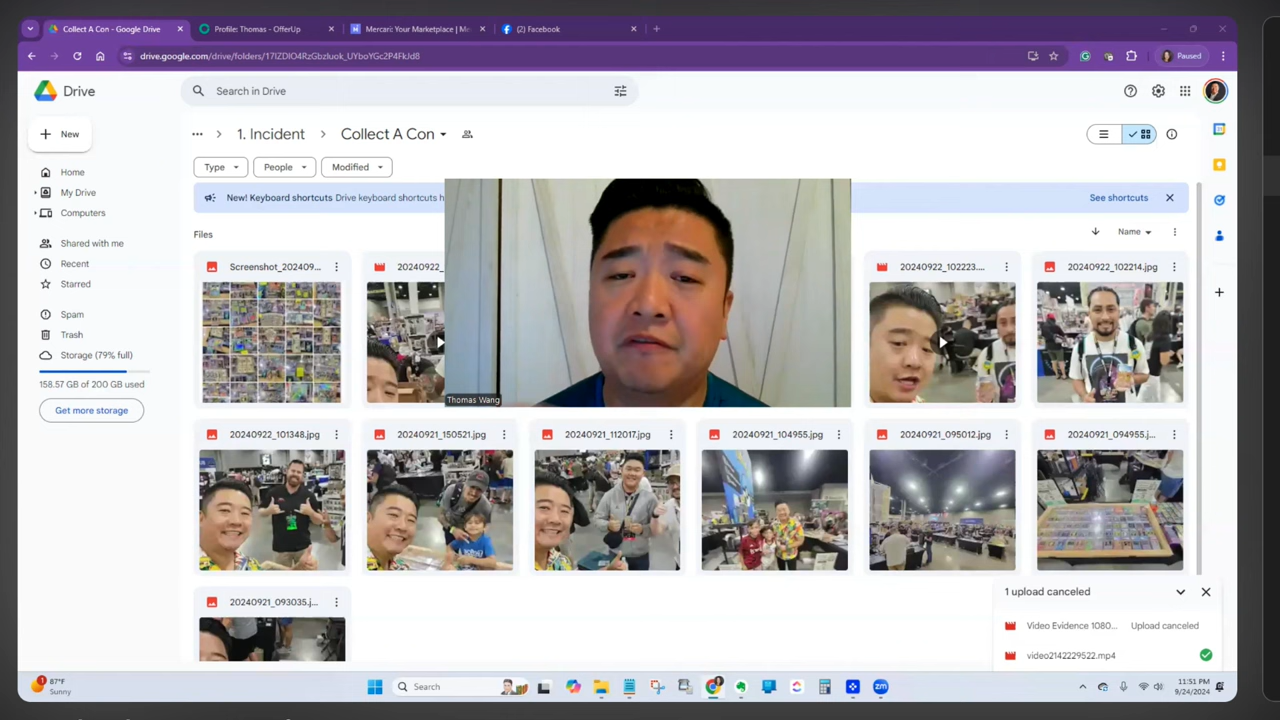 Collect A Con - Google Drive
Profile: Thomas - OfferUp
Mercari: Your Marketplace | Me
(2) Facebook
drive.google.com/drive/folders/
Paused
Drive
Search in Drive
New
1. Incident
Collect A Con
Type
People
Modified
Home
My Drive
Computers
Shared with me
Recent
Starred
Spam
Trash
Storage (79% full)
158.57 GB of 200 GB used
Get more storage
New! Keyboard shortcuts Drive keyboard shortcuts h
See shortcuts
Files
Name
Screenshot_202409...
20240922_
20240922_102223....
20240922_102214.jpg
Thomas Wang
20240922_101348.jpg
20240921_150521.jpg
20240921_112017.jpg
20240921_104955.jpg
20240921_095012.jpg
20240921_094955.j...
20240921_093035.j...
1 upload canceled
Video Evidence 1080...
Upload canceled
video2142229522.mp4
87°F
Sunny
Search
zm
11:51 PM
9/24/2024